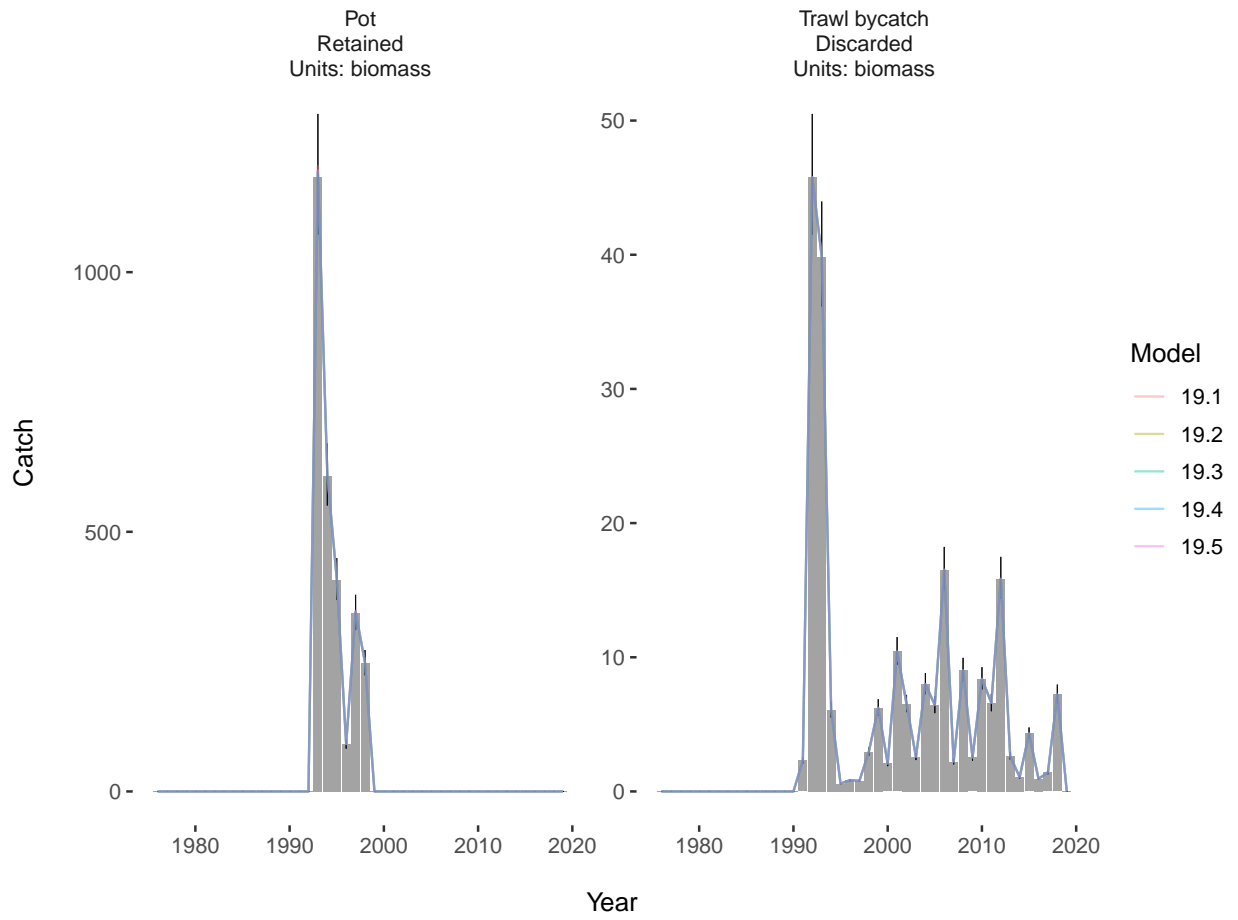 Pot
Retained
Units: biomass
Trawl bycatch
Discarded
Units: biomass
Catch
1000
500
0
50
40
30
20
10
0
1980 1990 2000 2010 2020
1980 1990 2000 2010 2020
Year
Model
19.1
19.2
19.3
19.4
19.5